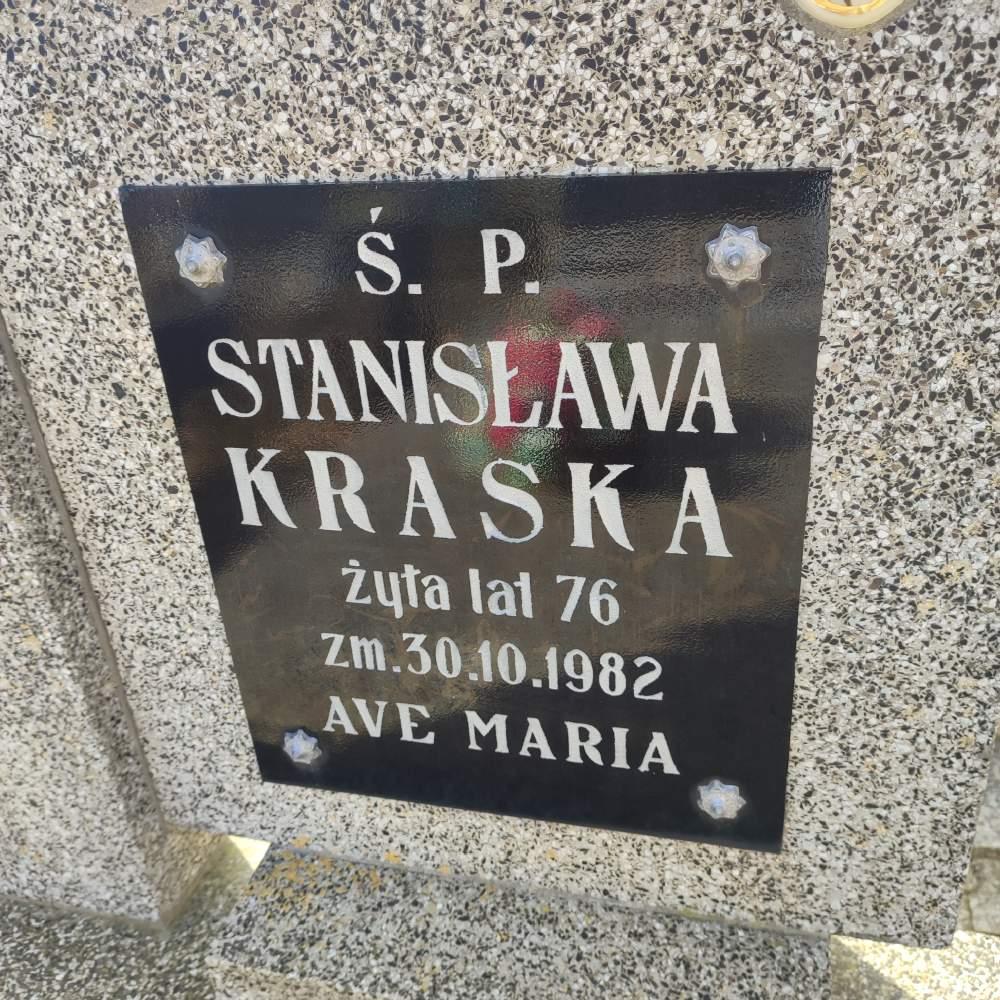 Ś. P.
STANISŁAWA
KRASKA
żyła lat 76
zm. 30.10.1982
AVE MARIA